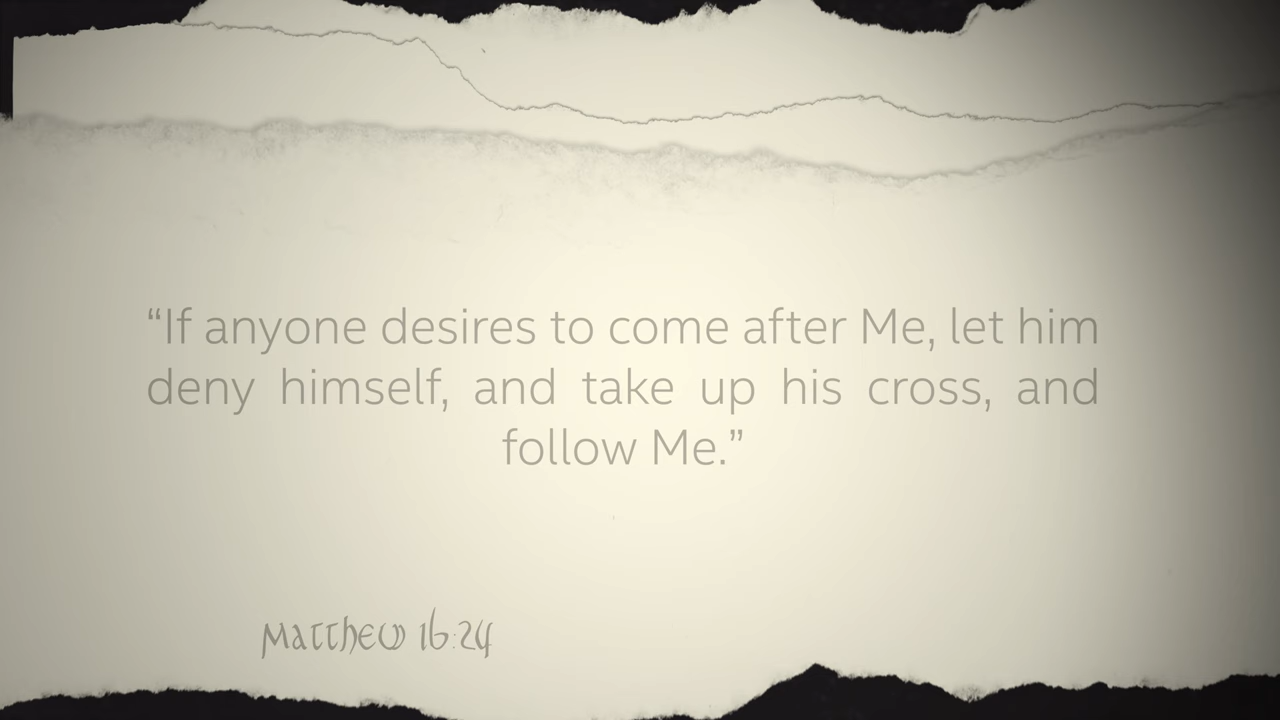 “If anyone desires to come after Me, let him
deny himself, and take up his cross, and
follow Me.”
Matthew 16:24